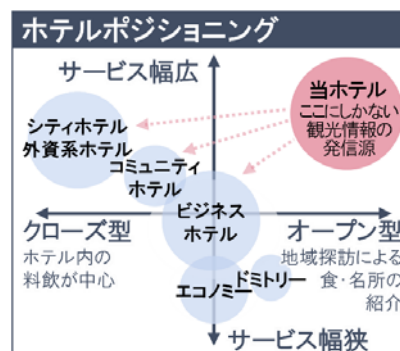 ホテルポジショニング
サービス幅広
当ホテル
ここにしかない
観光情報の
発信源
シティホテル
外資系ホテル
コミュニティ
ホテル
ビジネス
ホテル
クローズ型
ホテル内の
料飲が中心
オープン型
地域探訪による
食・名所の
紹介
エコノミー
ドミトリー
サービス幅狭